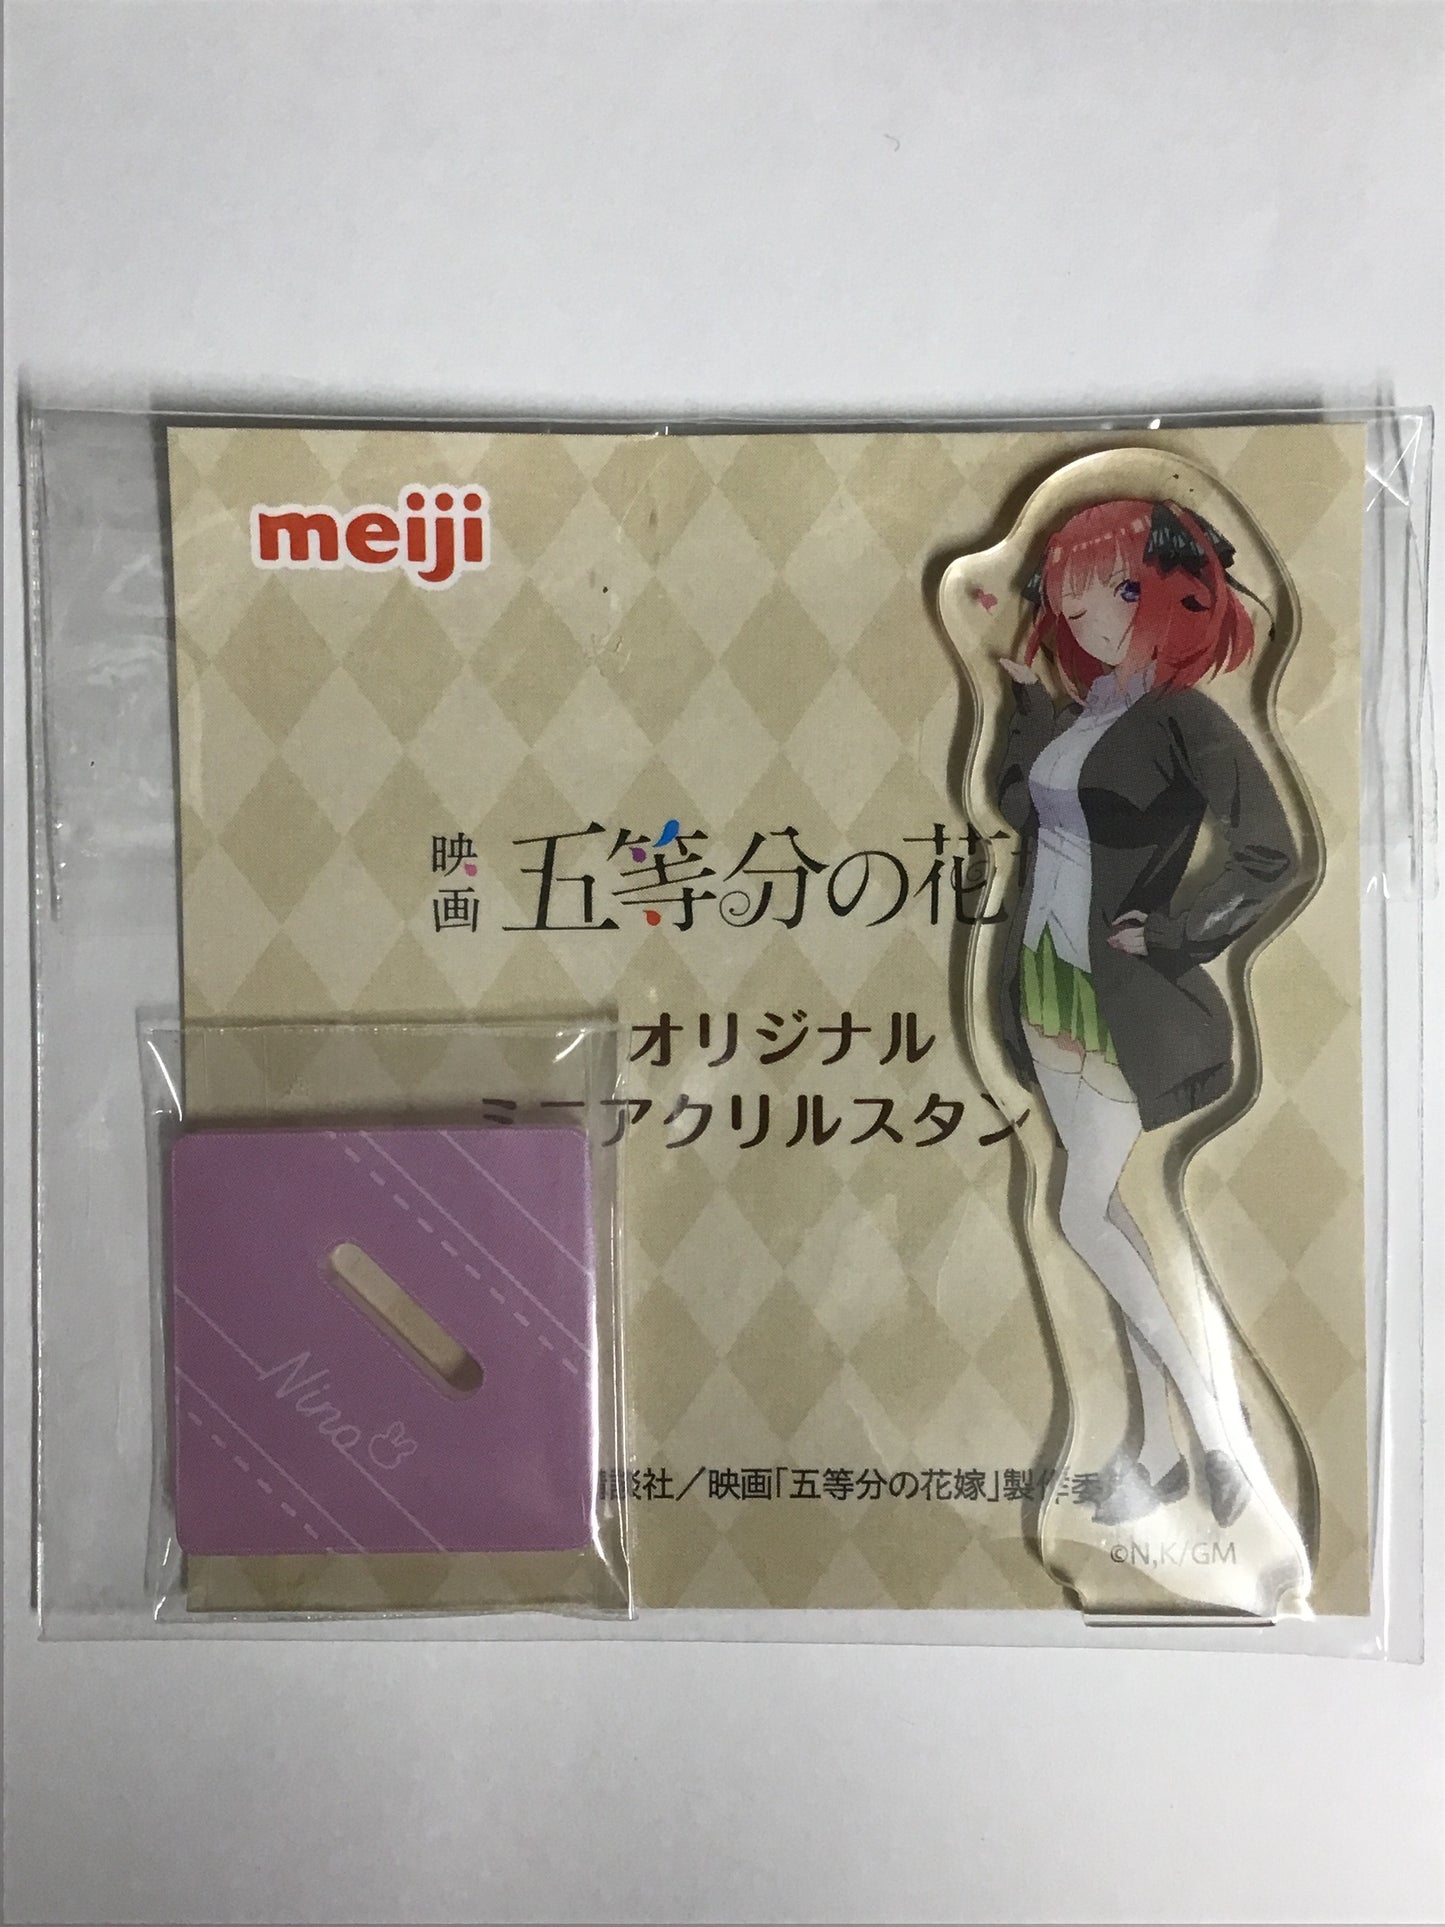 meiji
映画 五等分の花
オリジナル
ミニアクリルスタン
Nino
談社／映画「五等分の花嫁」製作委
©N,K/GM